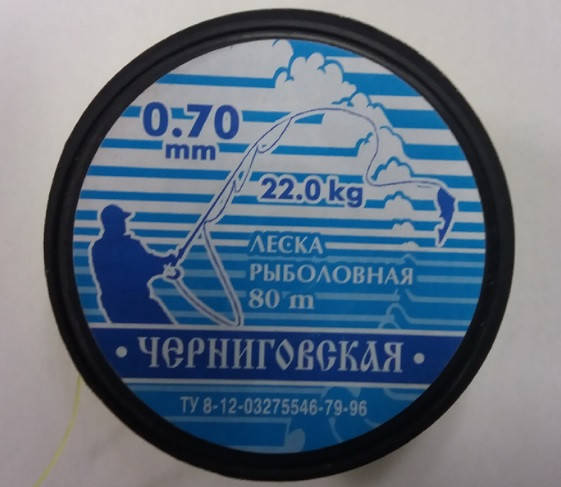 0.70
mm
22.0 kg
ЛЕСКА
РЫБОЛОВНАЯ
80 m
• ЧЕРНИГОВСКАЯ •
ТУ 8-12-03275546-79-96